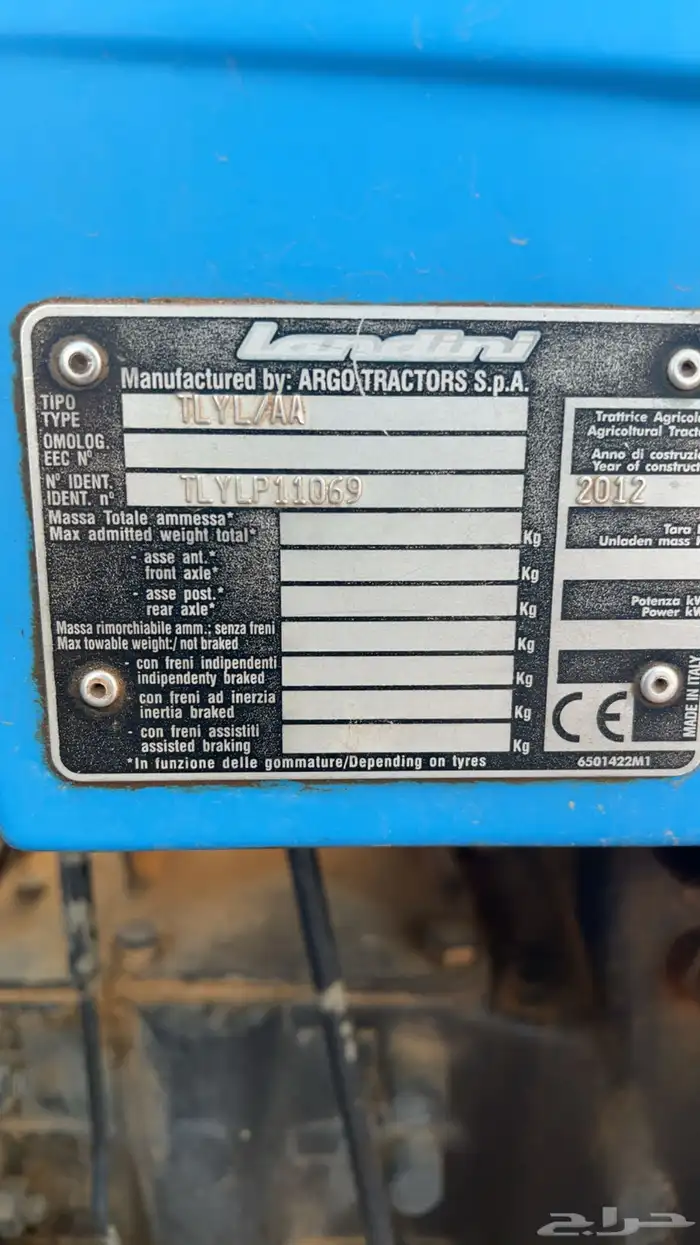 Landini
Manufactured by: ARGO TRACTORS S.p.A.
TIPO
TYPE
TLYL/AA
OMOLOG.
EEC N°
N° IDENT.
IDENT. n°
TLYLP11069
Massa Totale ammessa*
Max admitted weight total*
Kg
- asse ant.*
front axle*
Kg
- asse post.*
rear axle*
Kg
Massa rimorchiabile amm.; senza freni
Max towable weight:/ not braked
Kg
- con freni indipendenti
indipendenty braked
Kg
- con freni ad inerzia
inertia braked
Kg
- con freni assistiti
assisted braking
Kg
*In funzione delle gommature/Depending on tyres
Trattrice Agricol
Agricoltural Tract
Anno di costruzio
Year of construct
2012
Tara
Unladen mass
Potenza kW
Power kW
CE
MADE IN ITALY
6501422M1
حراج